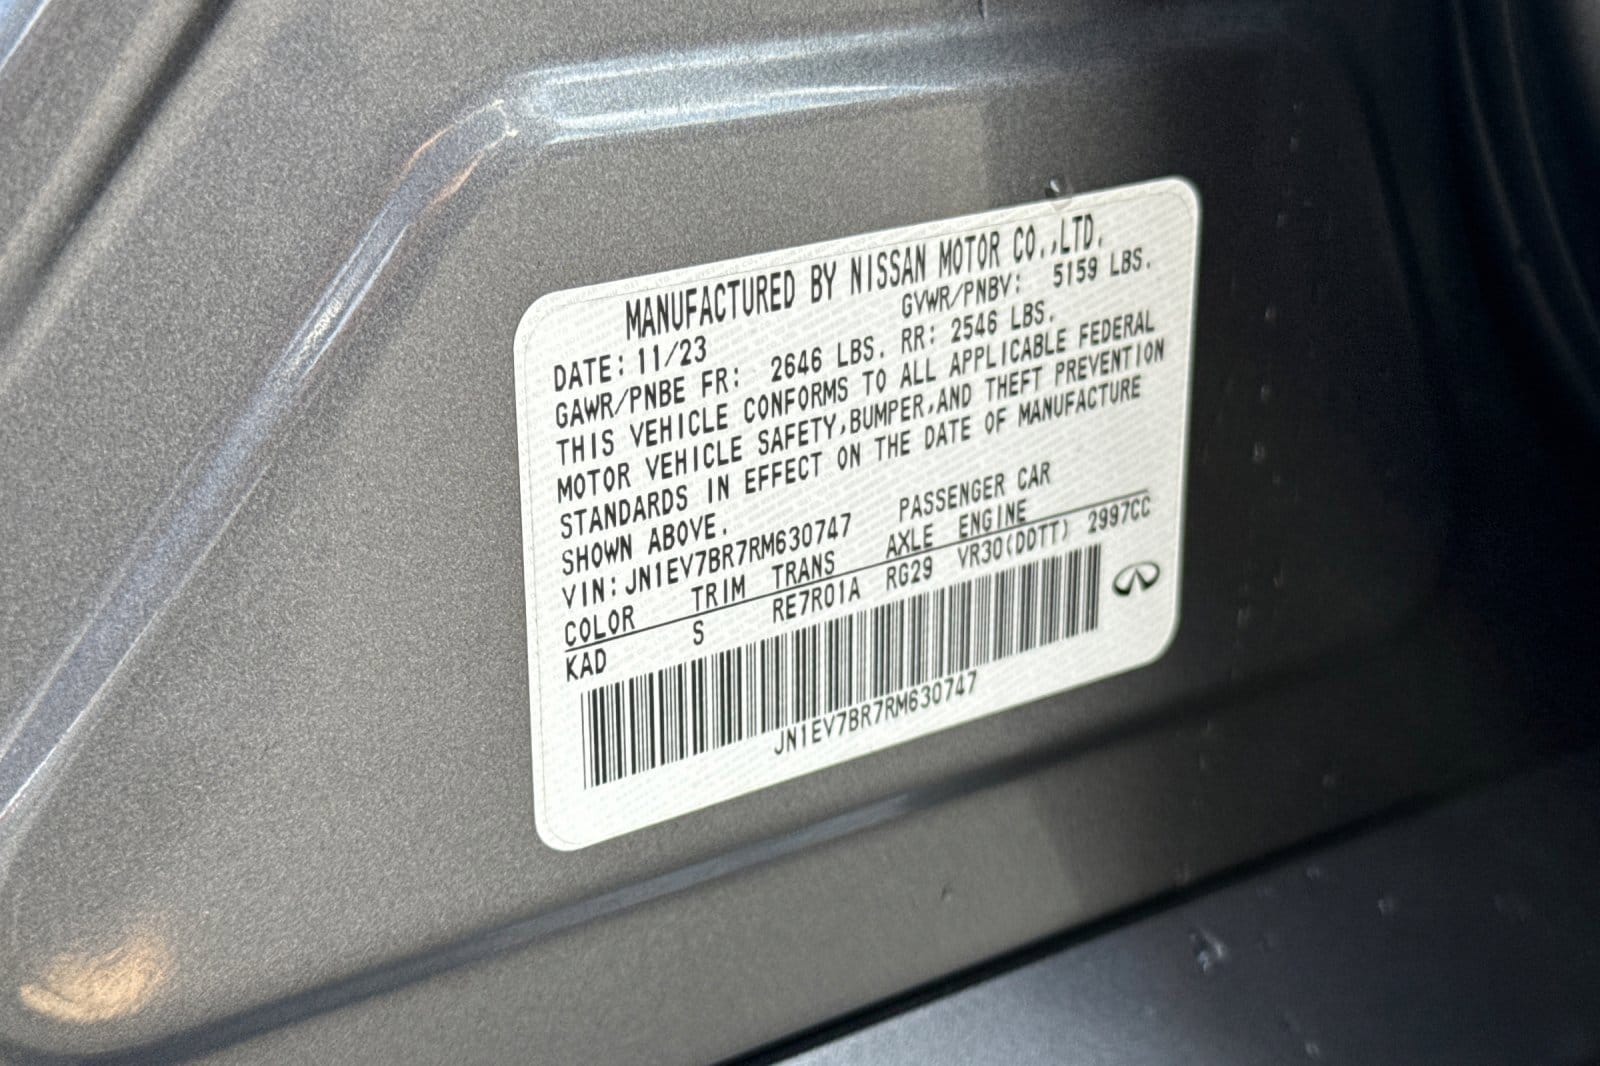 MANUFACTURED BY NISSAN MOTOR CO.,LTD.
DATE: 11/23 GVWR/PNBV: 5159 LBS.
GAWR/PNBE FR: 2646 LBS. RR: 2546 LBS.
THIS VEHICLE CONFORMS TO ALL APPLICABLE FEDERAL
MOTOR VEHICLE SAFETY,BUMPER,AND THEFT PREVENTION
STANDARDS IN EFFECT ON THE DATE OF MANUFACTURE
SHOWN ABOVE.
VIN: JN1EV7BR7RM630747 PASSENGER CAR
COLOR TRIM TRANS AXLE ENGINE
KAD S RE7R01A RG29 VR30(DDTT) 2997CC
JN1EV7BR7RM630747